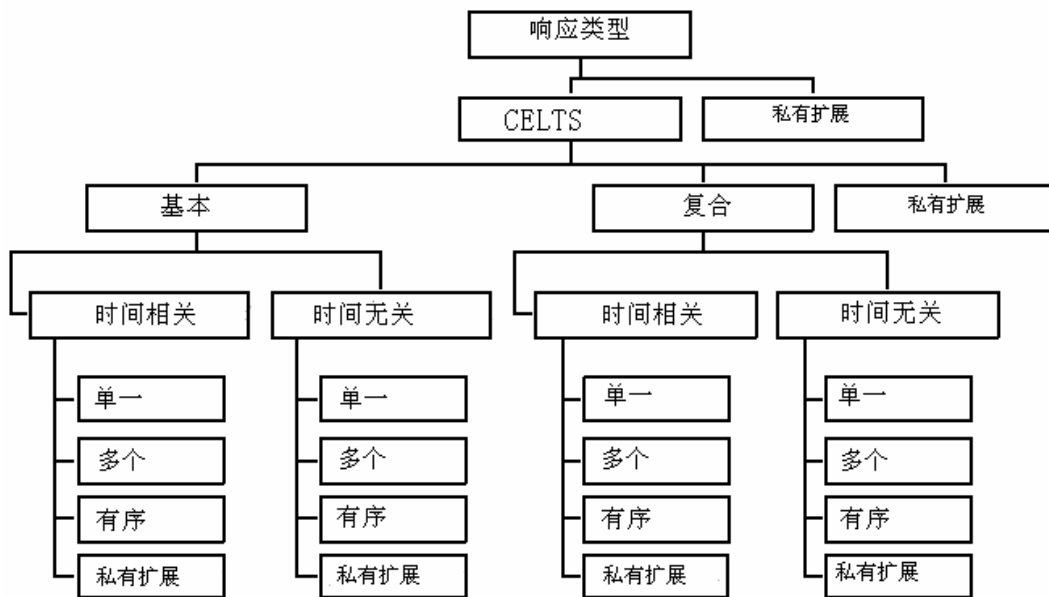 响应类型
CELTS
私有扩展
基本
复合
私有扩展
时间相关
时间无关
时间相关
时间无关
单一
单一
单一
单一
多个
多个
多个
多个
有序
有序
有序
有序
私有扩展
私有扩展
私有扩展
私有扩展